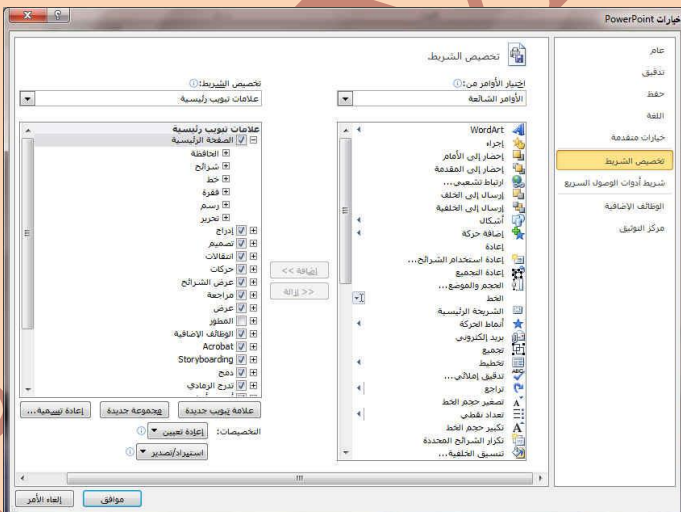 خيارات PowerPoint
عام
تدقيق
حفظ
اللغة
خيارات متقدمة
تخصيص الشريط
شريط أدوات الوصول السريع
الوظائف الإضافية
مركز التوثيق
تخصيص الشريط.
اختيار الأوامر من:
الأوامر الشائعة
WordArt
إجراء
إحضار إلى الأمام
إحضار إلى المقدمة
ارتباط تشعبي...
إرسال إلى الخلف
إرسال إلى الخلفية
أشكال
إضافة حركة
إعادة
إعادة استخدام الشرائح...
إعادة التجميع
الحجم والموضع...
الخط
الشريحة الرئيسية
أنماط الحركة
بريد إلكتروني
تجميع
تخطيط
تدقيق إملائي...
تراجع
تصغير حجم الخط
تعداد نقطي
تكبير حجم الخط
تكرار الشرائح المحددة
تنسيق الخلفية...
إضافة >>
<< إزالة
تخصيص الشريط:
علامات تبويب رئيسية
علامات تبويب رئيسية
الصفحة الرئيسية
الحافظة
شرائح
خط
فقرة
رسم
تحرير
إدراج
تصميم
انتقالات
حركات
عرض الشرائح
مراجعة
عرض
المطور
الوظائف الإضافية
Acrobat
Storyboarding
دمج
تدرج الرمادي
علامة تبويب جديدة
مجموعة جديدة
إعادة تسمية...
التخصيصات:
إعادة تعيين
استيراد/تصدير
موافق
إلغاء الأمر